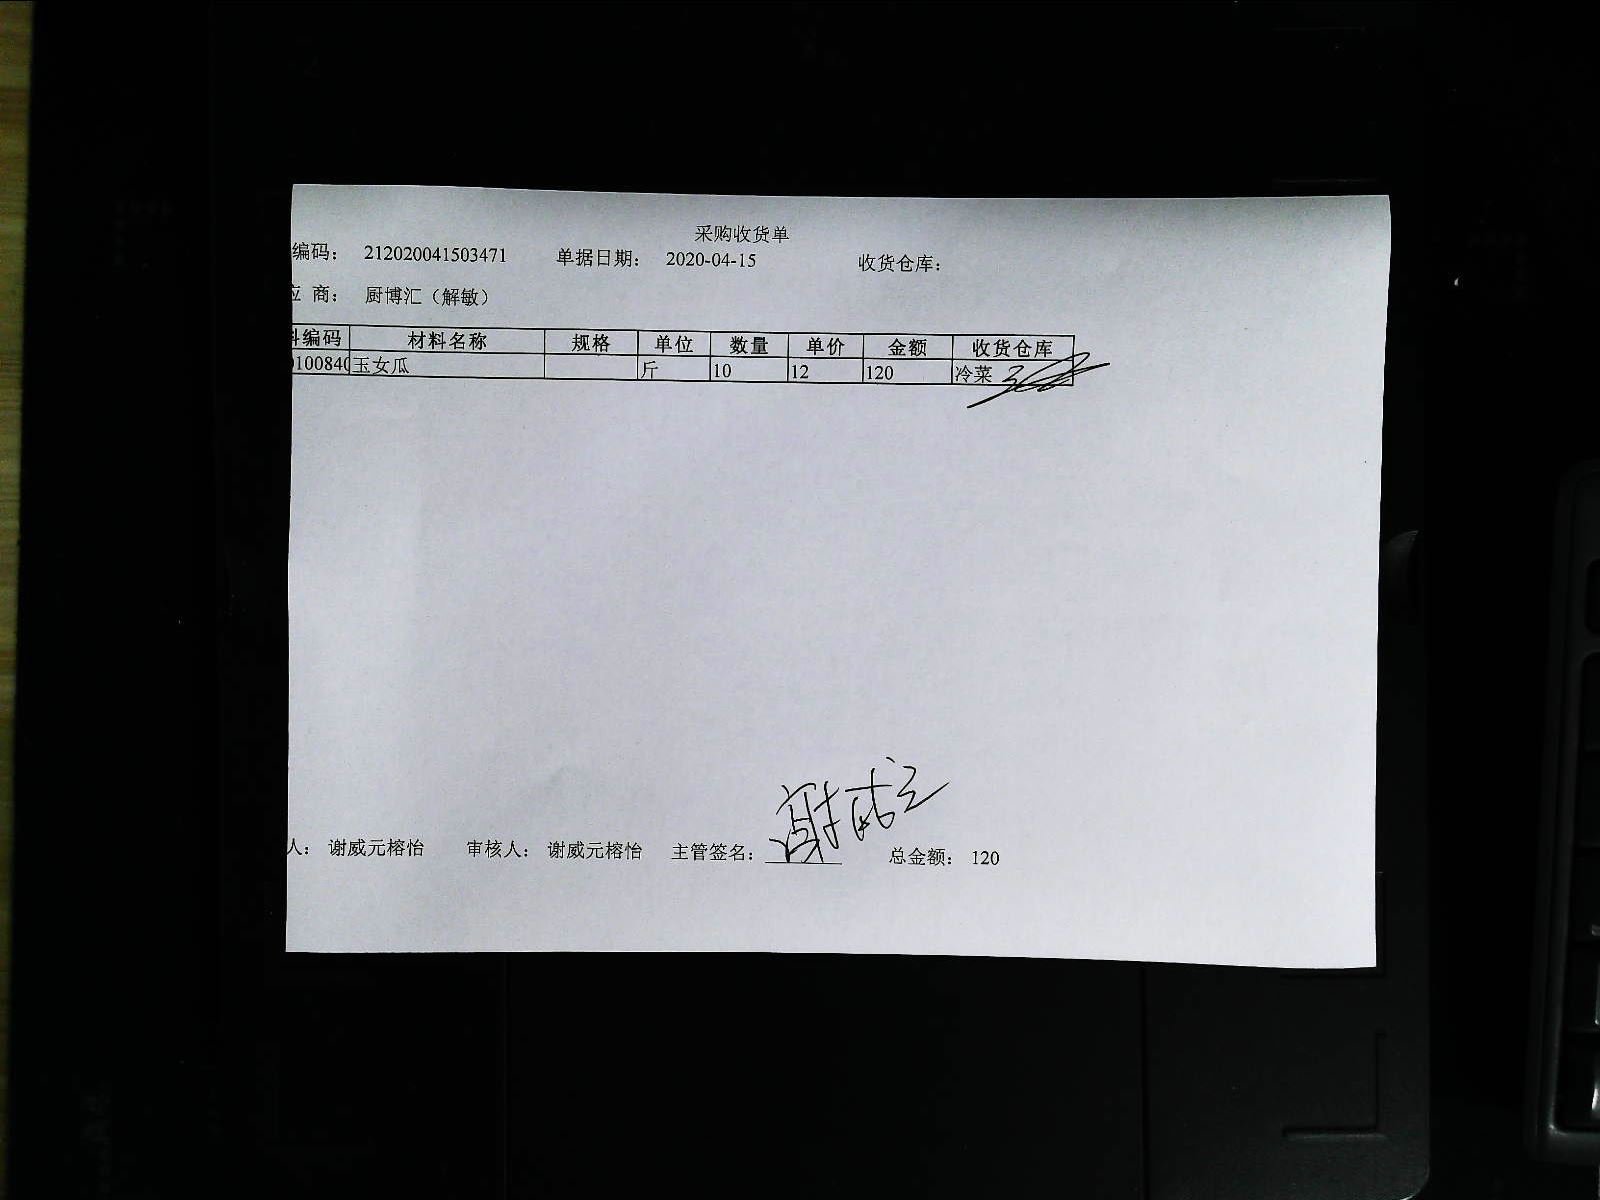 采购收货单
编码： 212020041503471 单据日期： 2020-04-15 收货仓库：
应 商： 厨博汇（解敏）
料编码 材料名称 规格 单位 数量 单价 金额 收货仓库
0100840 玉女瓜 斤 10 12 120 冷菜
谢威元
人： 谢威元榕怡 审核人： 谢威元榕怡 主管签名： 总金额： 120